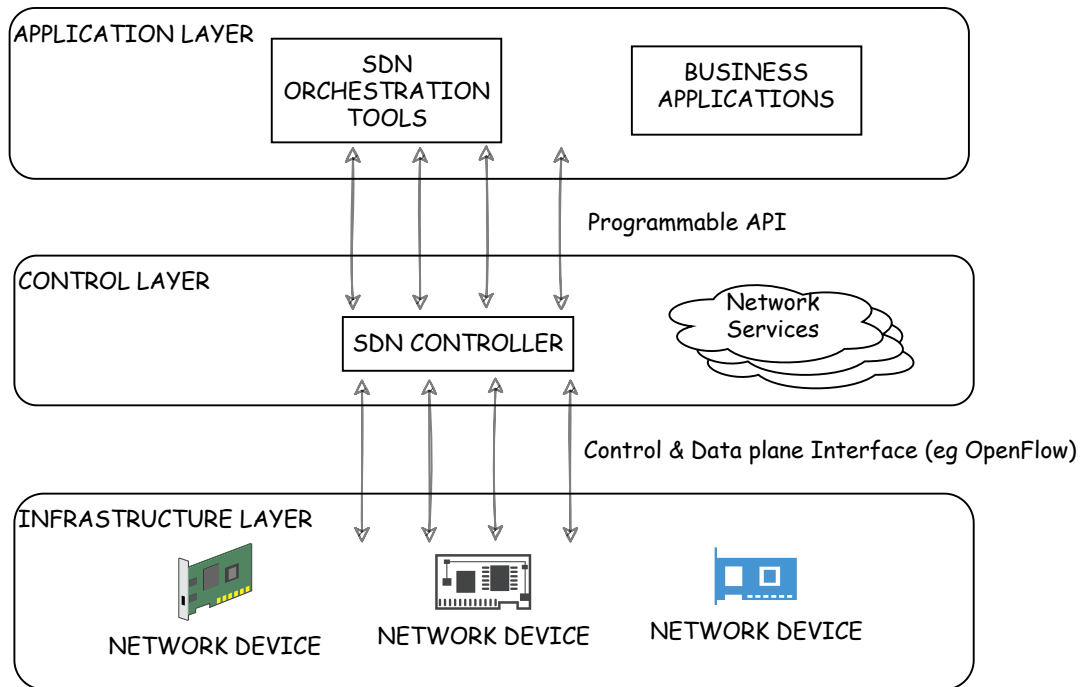 APPLICATION LAYER
SDN
ORCHESTRATION
TOOLS
BUSINESS
APPLICATIONS
Programmable API
CONTROL LAYER
SDN CONTROLLER
Network
Services
Control & Data plane Interface (eg OpenFlow)
INFRASTRUCTURE LAYER
NETWORK DEVICE
NETWORK DEVICE
NETWORK DEVICE